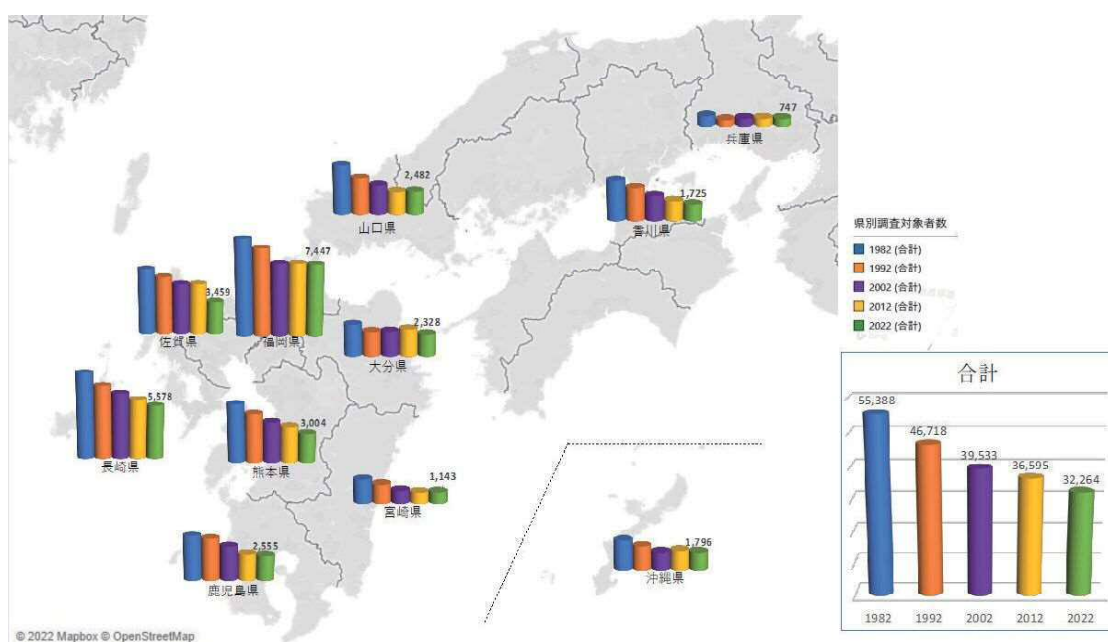 747
兵庫県
2,482
山口県
1,725
香川県
県別調査対象者数
1982 (合計)
1992 (合計)
2002 (合計)
2012 (合計)
2022 (合計)
7,447
福岡県
3,459
佐賀県
2,328
大分県
合計
55,388
46,718
39,533
36,595
32,264
1982 1992 2002 2012 2022
5,578
長崎県
3,004
熊本県
1,143
宮崎県
2,555
鹿児島県
1,796
沖縄県
© 2022 Mapbox © OpenStreetMap